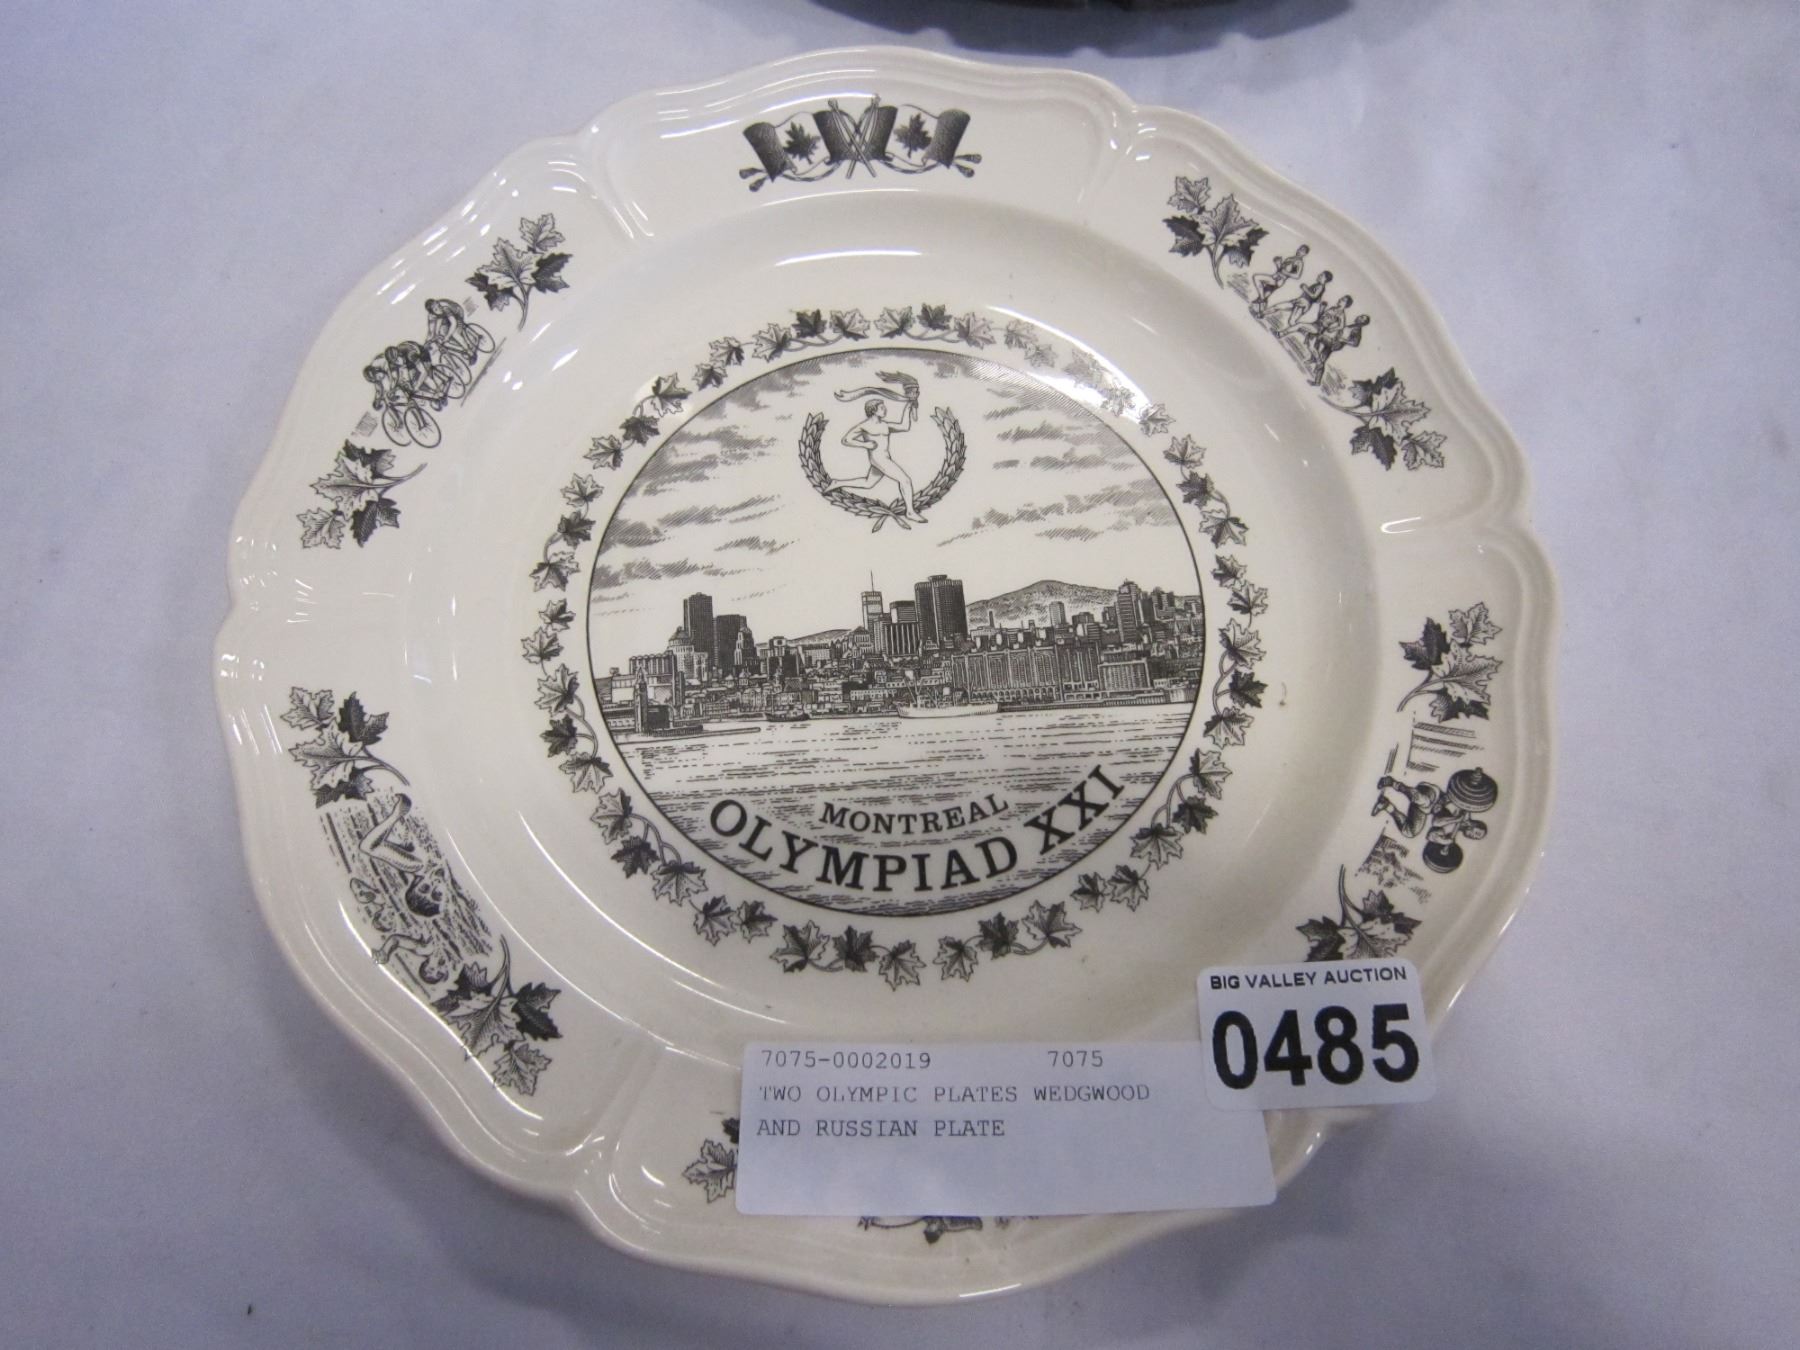 MONTREAL
OLYMPIAD XXI
BIG VALLEY AUCTION
0485
7075-0002019 7075
TWO OLYMPIC PLATES WEDGWOOD
AND RUSSIAN PLATE